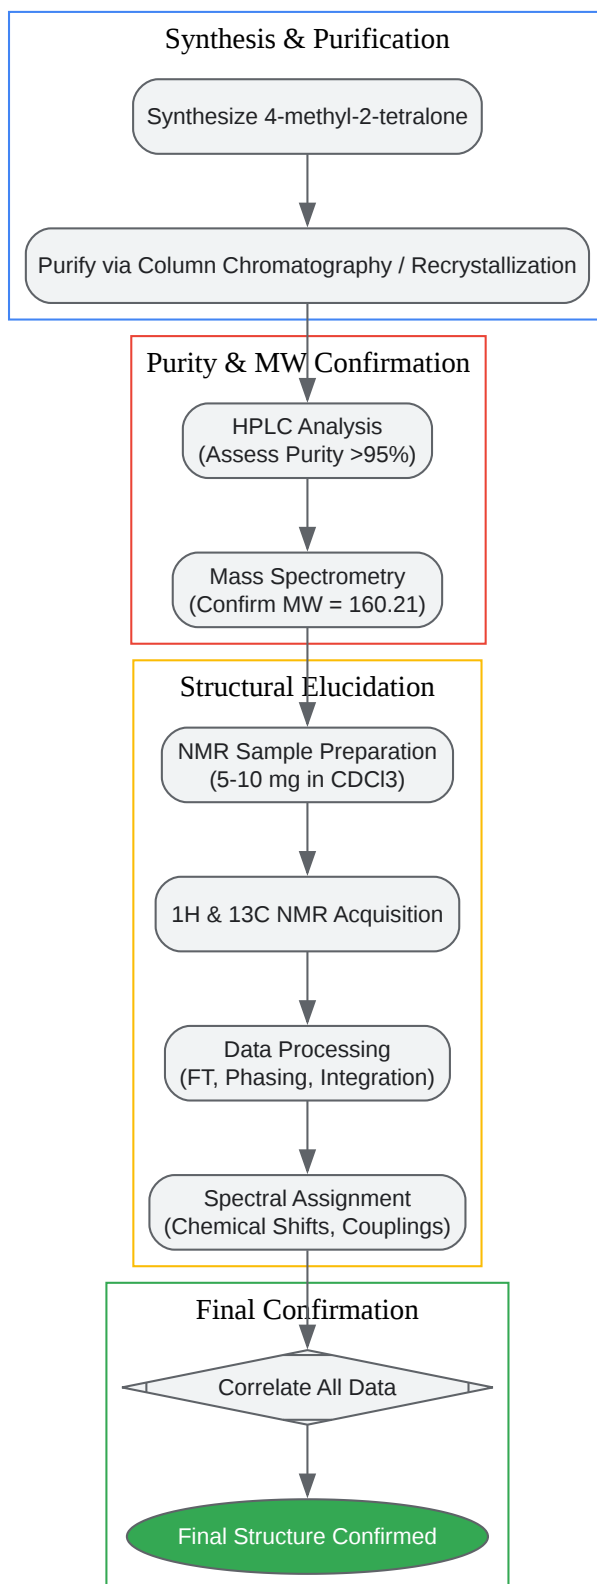 Synthesis & Purification
Synthesize 4-methyl-2-tetralone
Purify via Column Chromatography / Recrystallization
Purity & MW Confirmation
HPLC Analysis
(Assess Purity >95%)
Mass Spectrometry
(Confirm MW = 160.21)
Structural Elucidation
NMR Sample Preparation
(5-10 mg in CDCl3)
1H & 13C NMR Acquisition
Data Processing
(FT, Phasing, Integration)
Spectral Assignment
(Chemical Shifts, Couplings)
Final Confirmation
Correlate All Data
Final Structure Confirmed